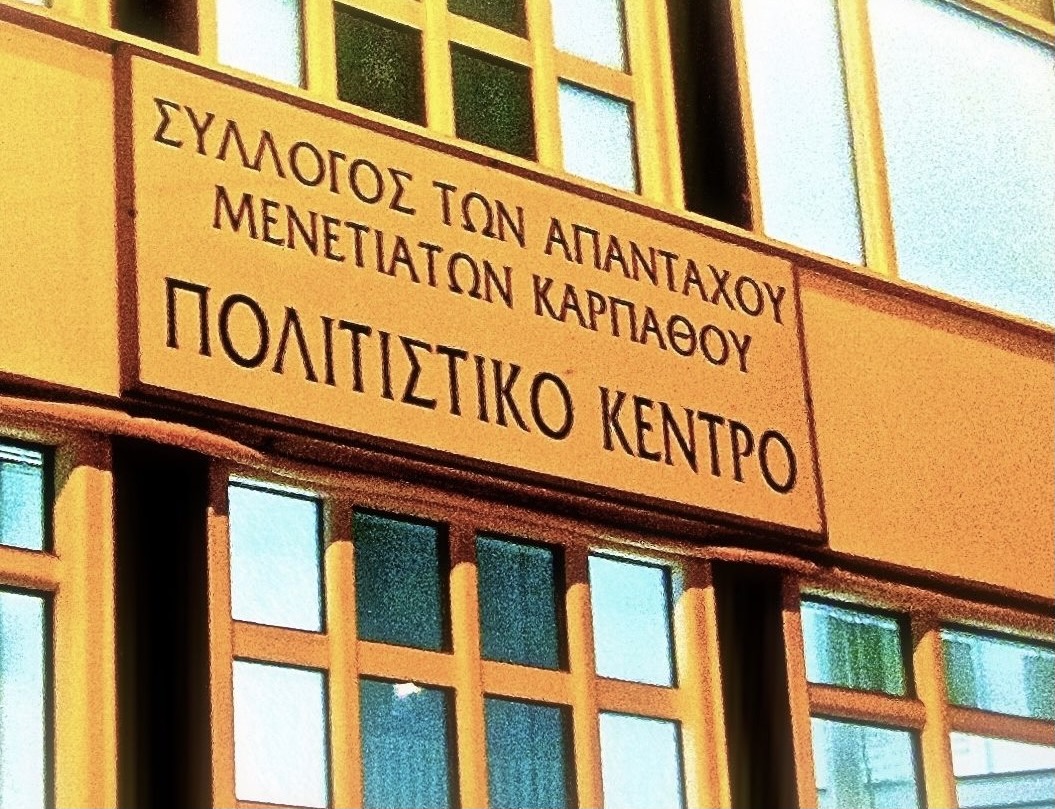 ΣΥΛΛΟΓΟΣ ΤΩΝ ΑΠΑΝΤΑΧΟΥ
ΜΕΝΕΤΙΑΤΩΝ ΚΑΡΠΑΘΟΥ
ΠΟΛΙΤΙΣΤΙΚΟ ΚΕΝΤΡΟ